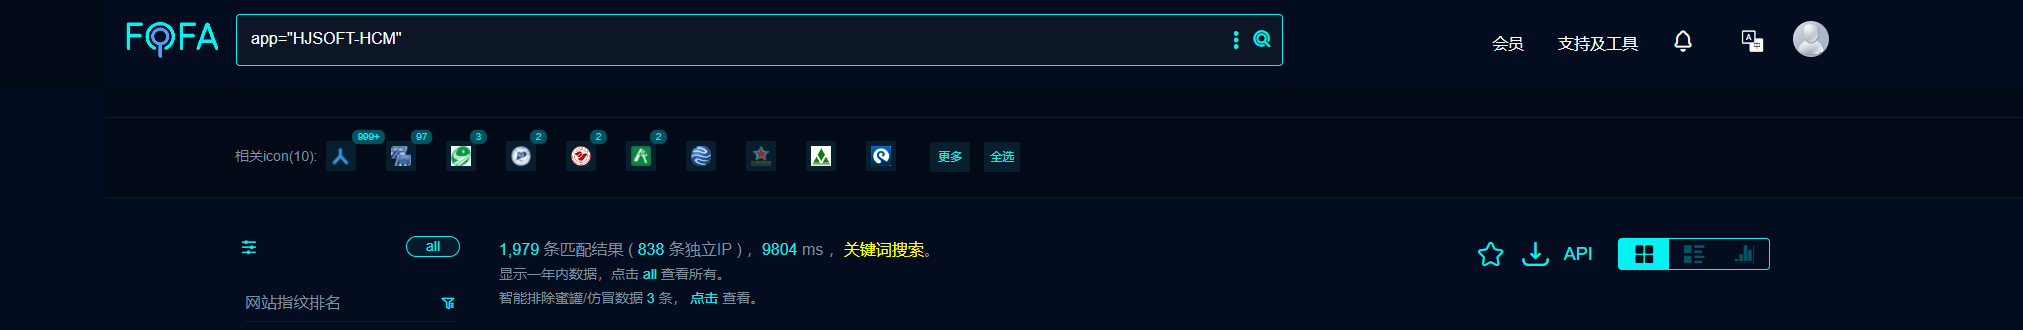 FOFA
app="HJSOFT-HCM"
会员 支持及工具
相关icon(10): 999+ 97 3 2 2 2 更多 全选
all
1,979 条匹配结果 ( 838 条独立IP ) ，9804 ms ，关键词搜索。
显示一年内数据，点击 all 查看所有。
智能排除蜜罐/仿冒数据 3 条， 点击 查看。
API
网站指纹排名